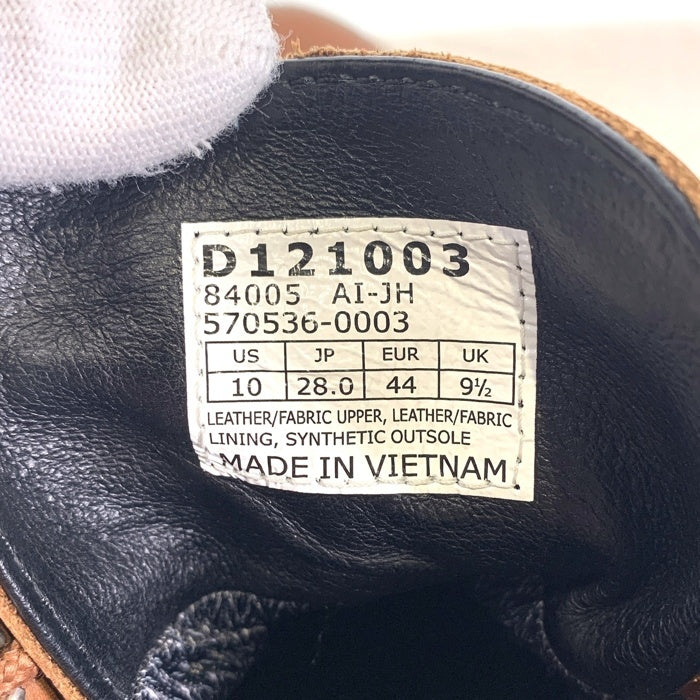 D121003
84005 AI-JH
570536-0003
US JP EUR UK
10 28.0 44 9½
LEATHER/FABRIC UPPER, LEATHER/FABRIC
LINING, SYNTHETIC OUTSOLE
MADE IN VIETNAM